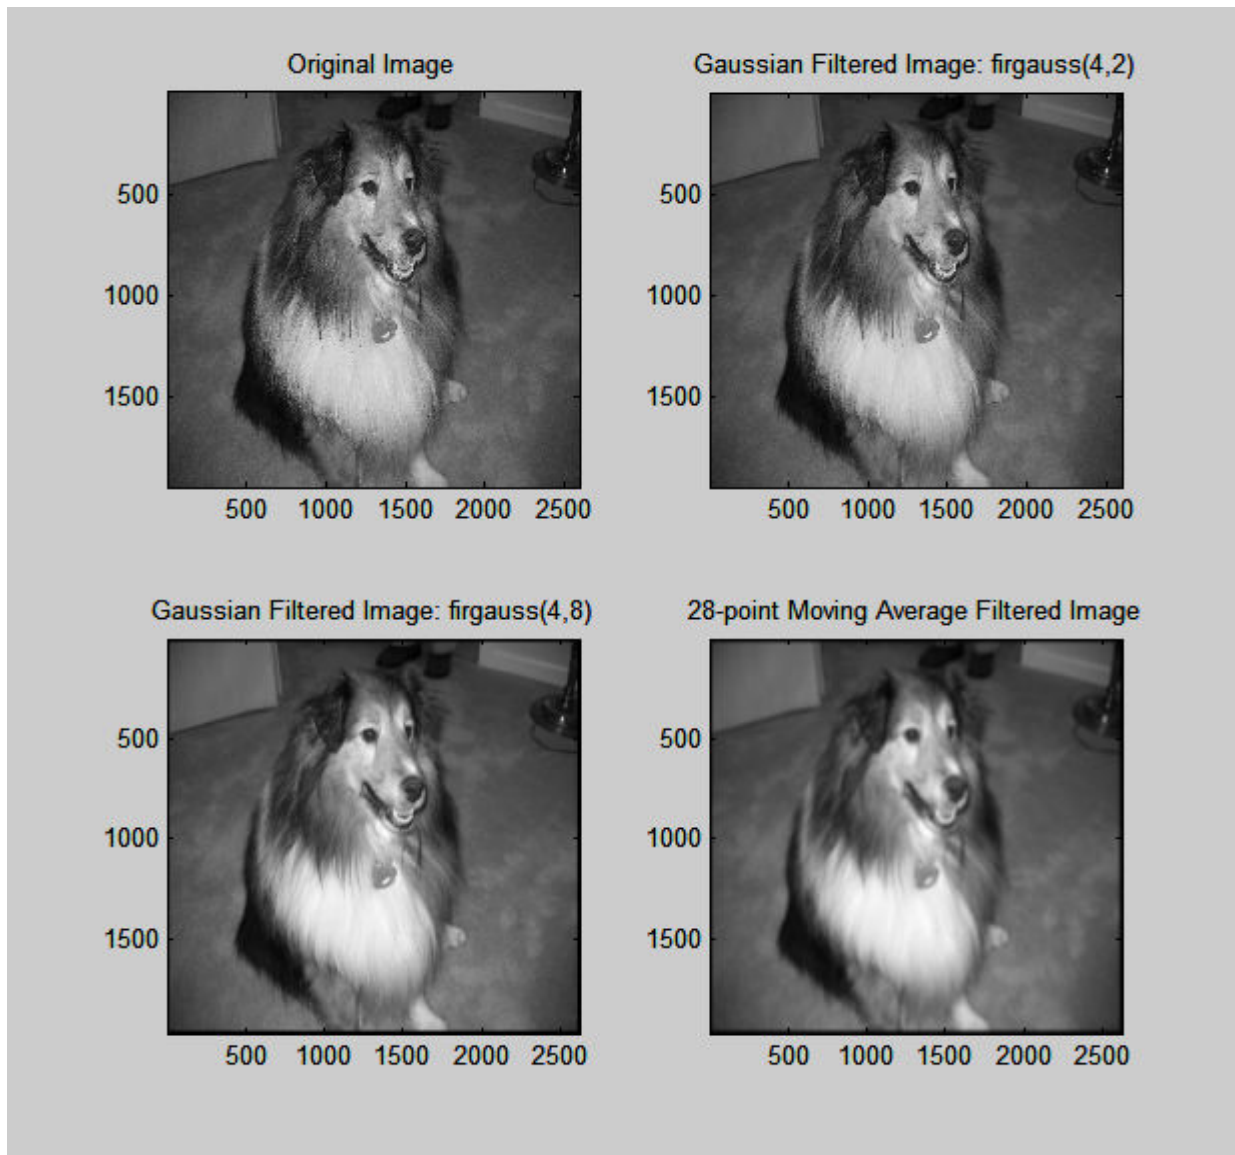 Original Image
500
1000
1500
500 1000 1500 2000 2500
Gaussian Filtered Image: firgauss(4,2)
500
1000
1500
500 1000 1500 2000 2500
Gaussian Filtered Image: firgauss(4,8)
500
1000
1500
500 1000 1500 2000 2500
28-point Moving Average Filtered Image
500
1000
1500
500 1000 1500 2000 2500